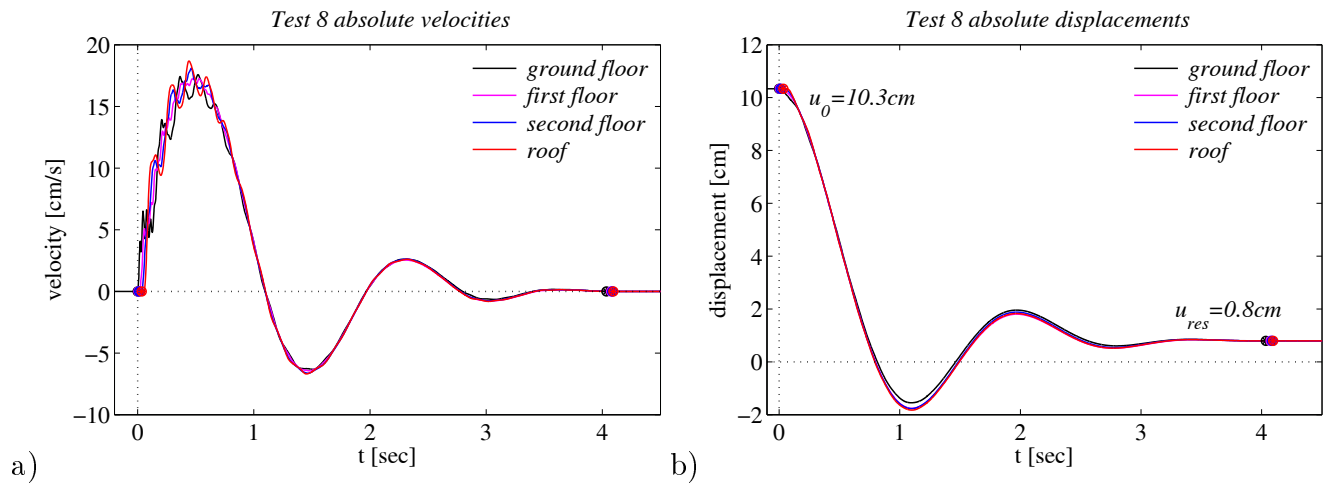 Test 8 absolute velocities
20
15
10
5
0
−5
−10
velocity [cm/s]
ground floor
first floor
second floor
roof
0
1
2
3
4
t [sec]
a)
Test 8 absolute displacements
12
10
8
6
4
2
0
−2
displacement [cm]
u0=10.3cm
ground floor
first floor
second floor
roof
ures=0.8cm
0
1
2
3
4
t [sec]
b)